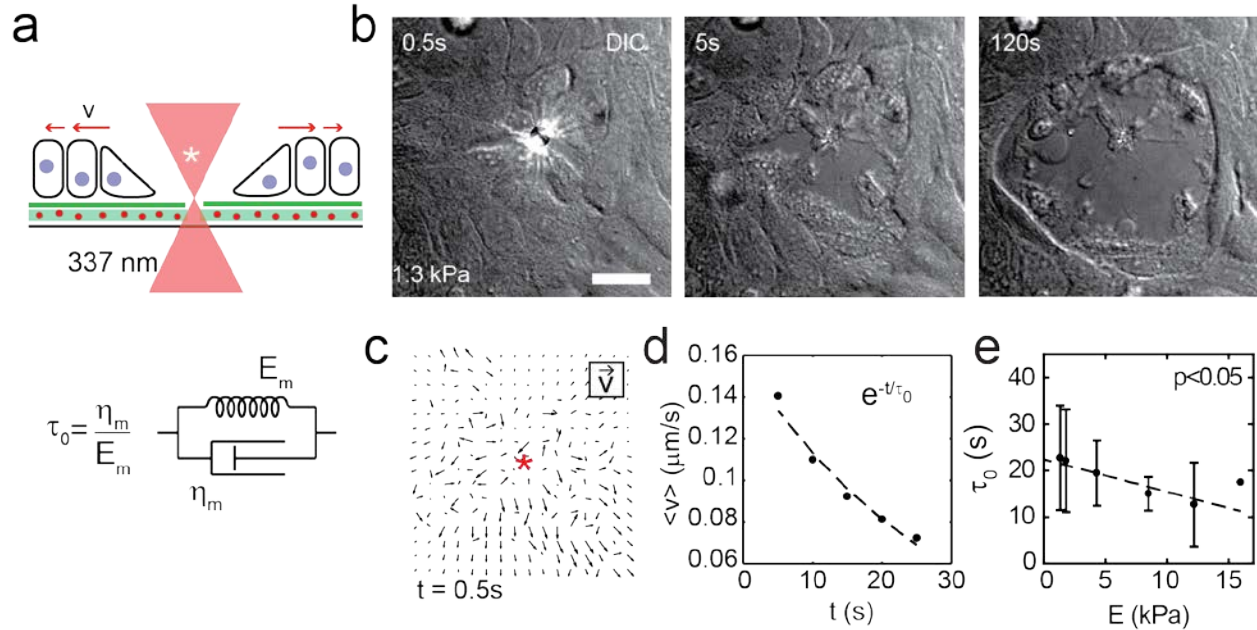 a
v
*
337 nm
τ₀ = ηₘ / Eₘ
Eₘ
ηₘ
b
0.5s
DIC
1.3 kPa
5s
120s
c
v⃗
*
t = 0.5s
d
0.16
0.14
0.12
0.1
0.08
0.06
<v> (μm/s)
e^{-t/τ₀}
0 10 20 30
t (s)
e
40
30
20
10
0
τ₀ (s)
p<0.05
0 5 10 15
E (kPa)